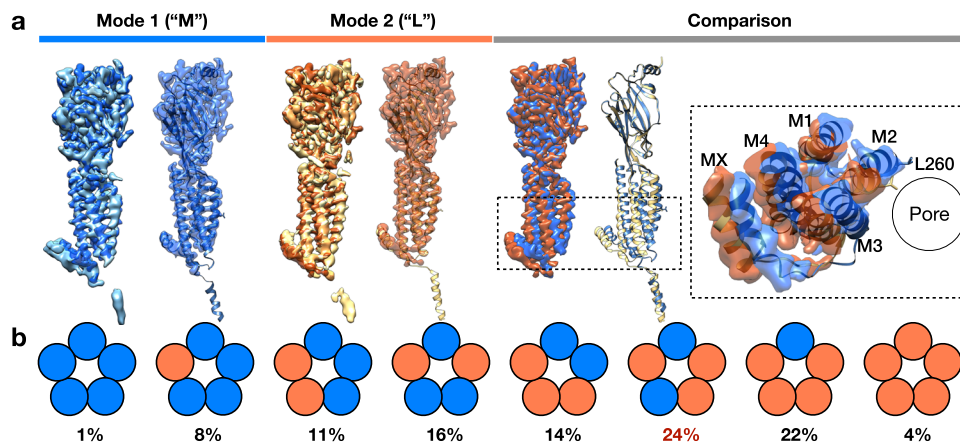 a
Mode 1 (“M”) Mode 2 (“L”) Comparison
M1
M4 M2
MX L260
Pore
M3
b
1% 8% 11% 16% 14% 24% 22% 4%